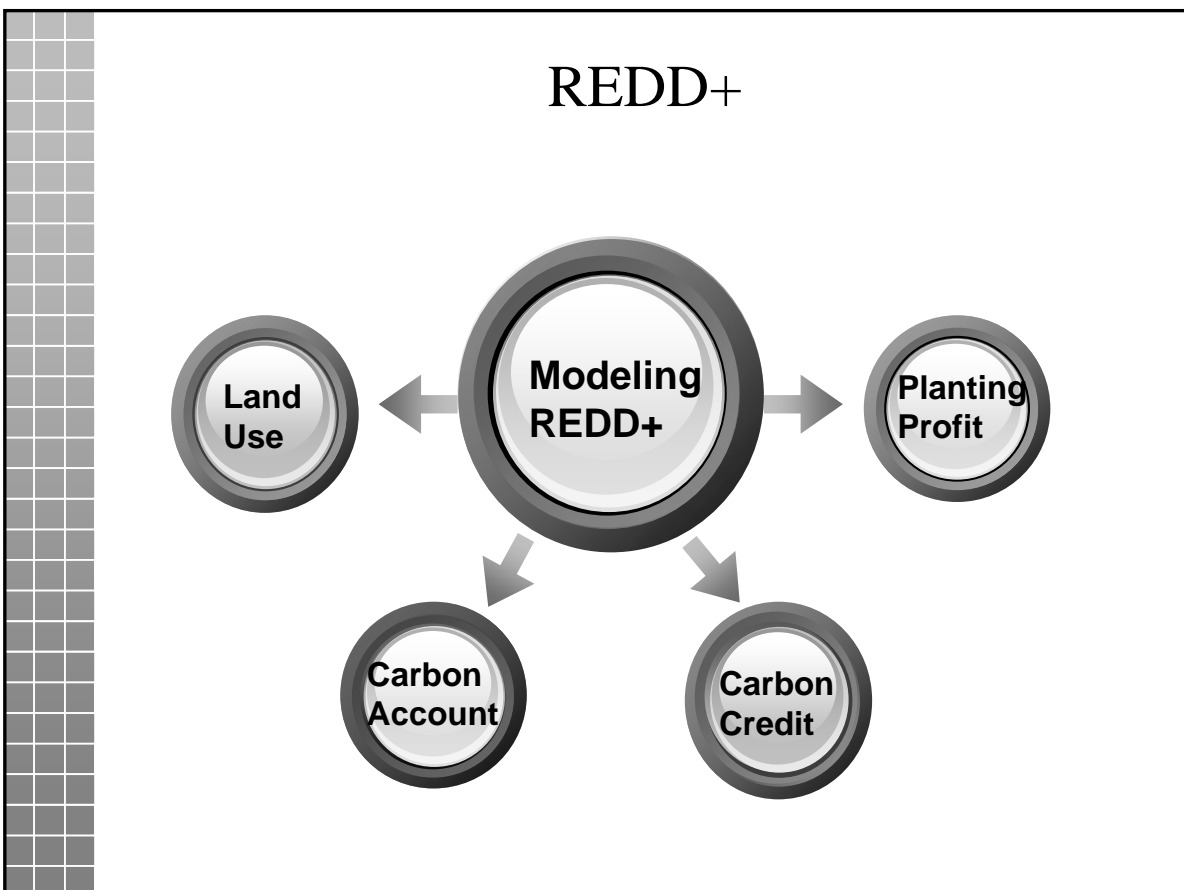 REDD+
Modeling
REDD+
Land
Use
Planting
Profit
Carbon
Account
Carbon
Credit